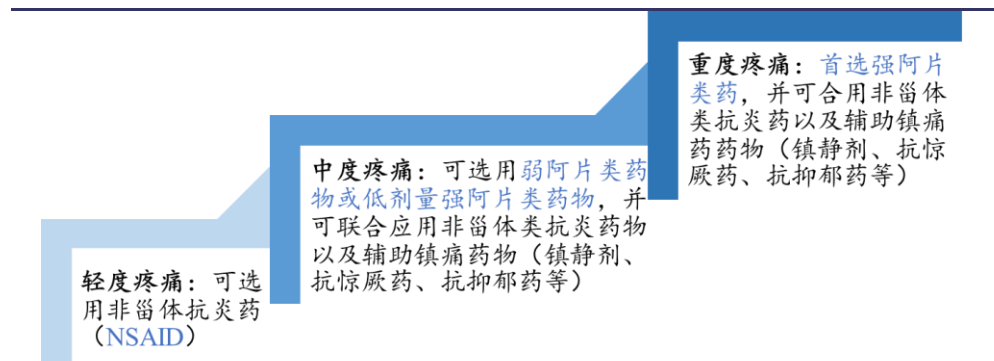 重度疼痛：首选强阿片
类药，并可合用非甾体
类抗炎药以及辅助镇痛
药药物（镇静剂、抗惊
厥药、抗抑郁药等）
中度疼痛：可选用弱阿片类药
物或低剂量强阿片类药物，并
可联合应用非甾体类抗炎药物
以及辅助镇痛药物（镇静剂、
抗惊厥药、抗抑郁药等）
轻度疼痛：可选
用非甾体抗炎药
（NSAID）